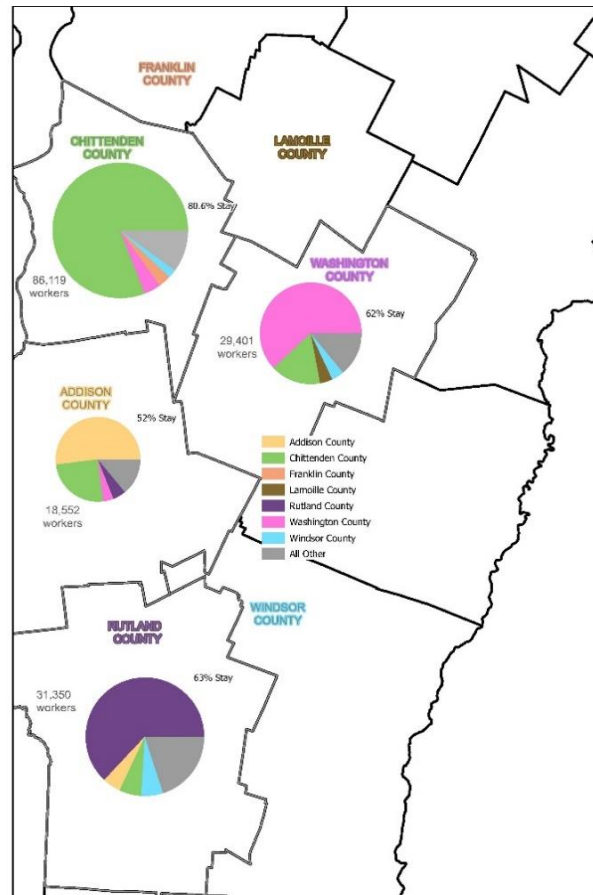 FRANKLIN
COUNTY
CHITTENDEN
COUNTY
LAMOILLE
COUNTY
80.6% Stay
86,119
workers
WASHINGTON
COUNTY
62% Stay
29,401
workers
ADDISON
COUNTY
52% Stay
18,552
workers
Addison County
Chittenden County
Franklin County
Lamoille County
Rutland County
Washington County
Windsor County
All Other
WINDSOR
COUNTY
RUTLAND
COUNTY
63% Stay
31,350
workers